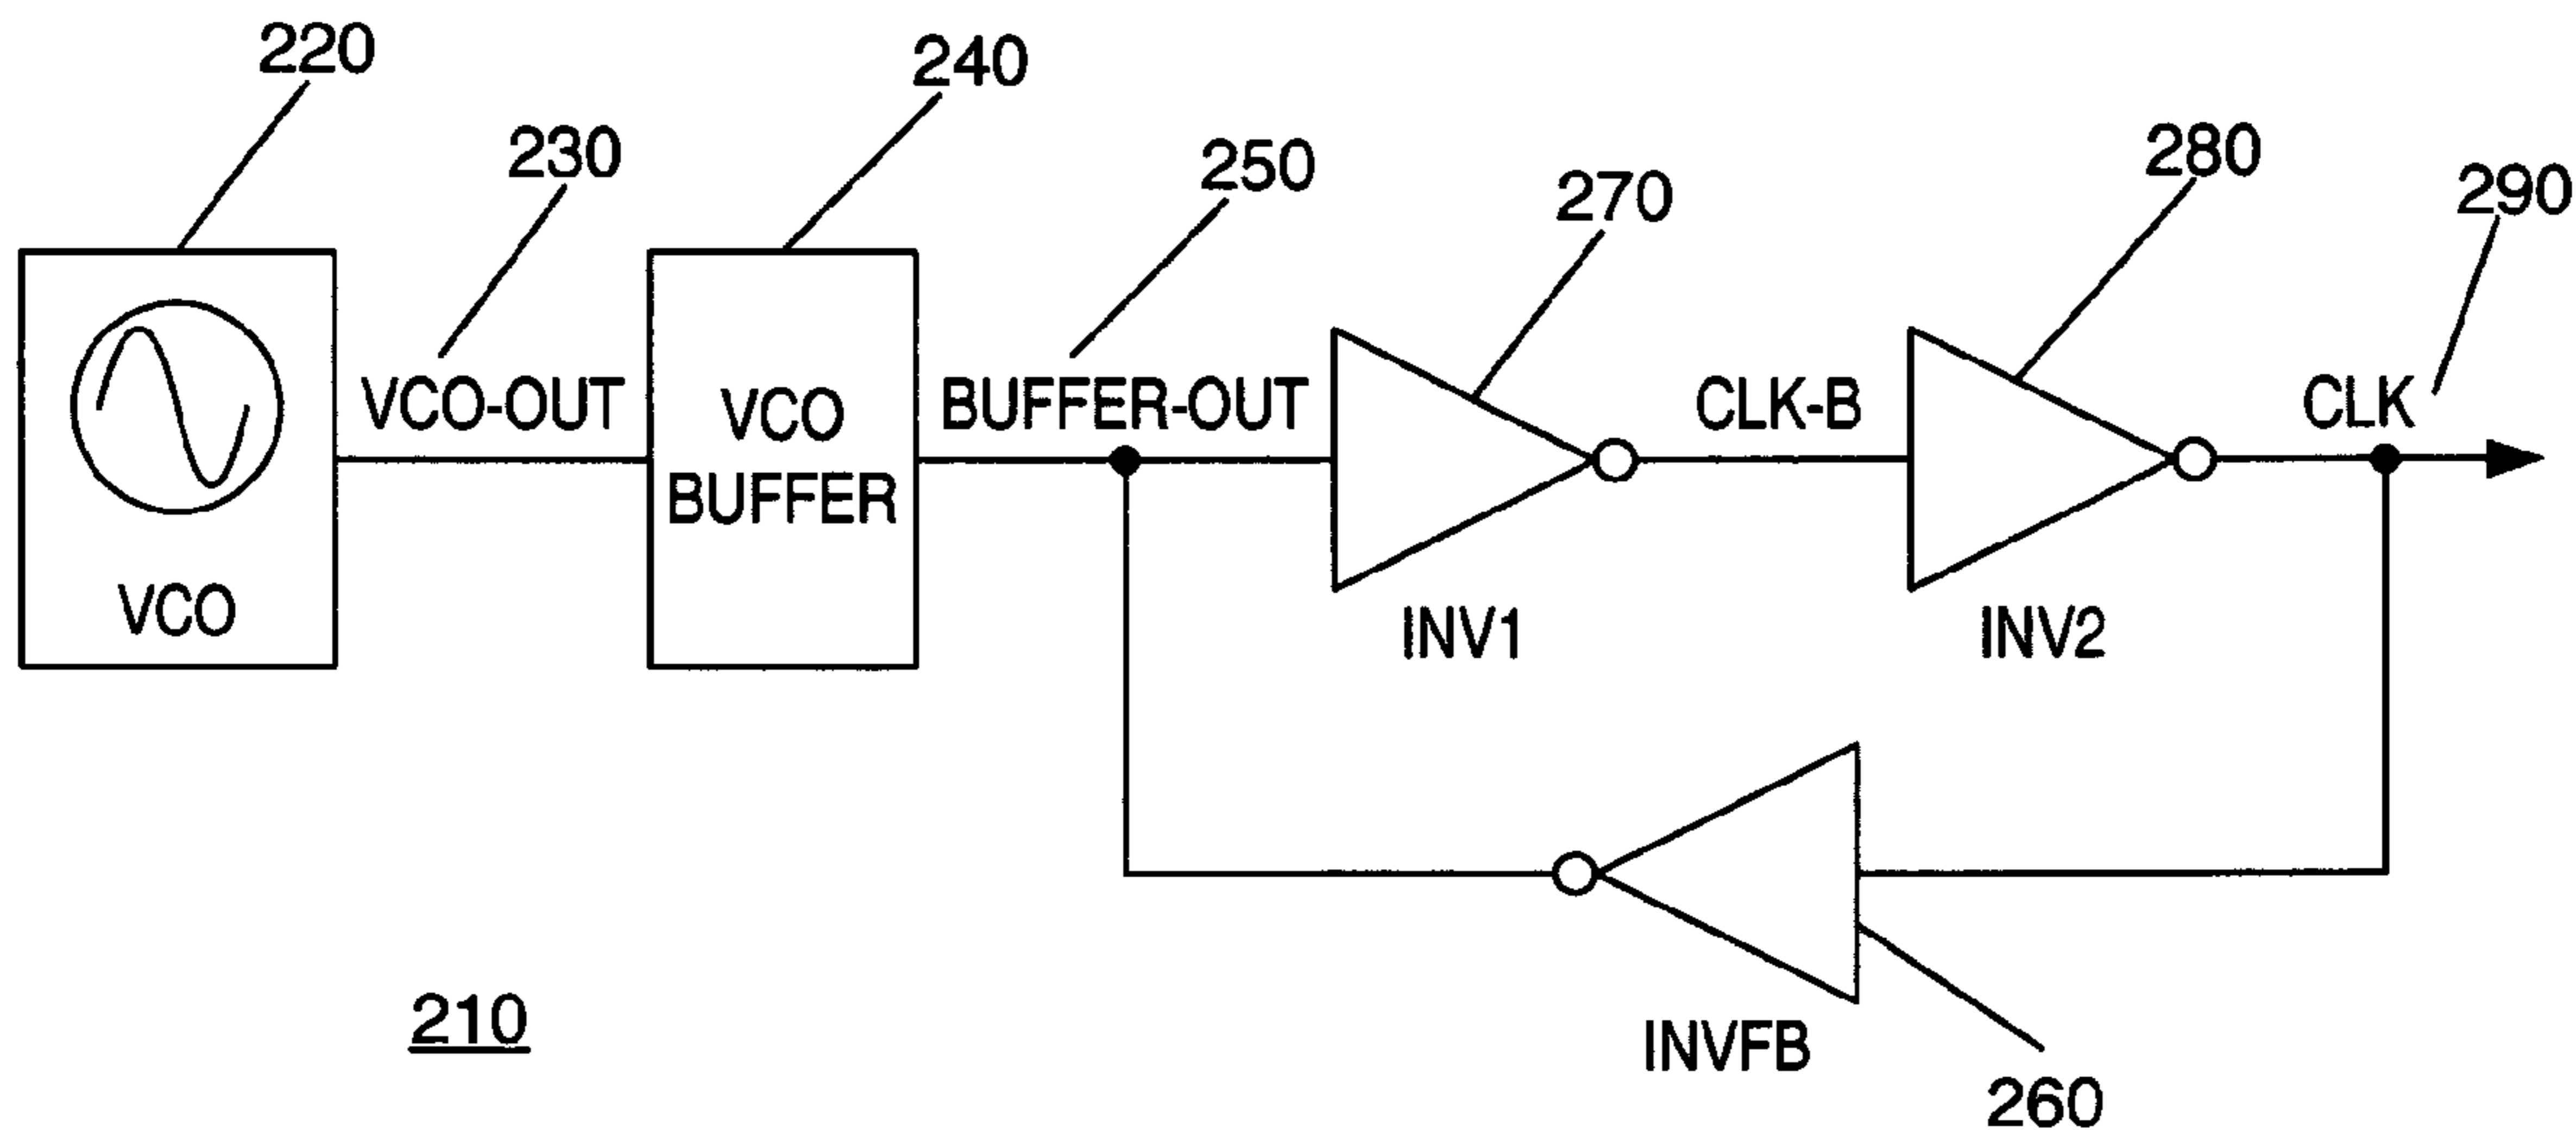 220
240
230
250
280
270
290
VCO-OUT
BUFFER-OUT
CLK-B
CLK
VCO
BUFFER
VCO
INV1
INV2
210
INVFB
260